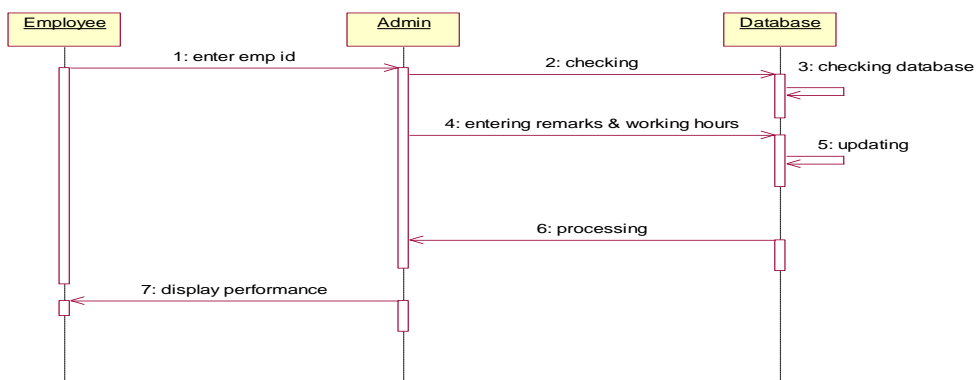 Employee
Admin
Database
1: enter emp id
2: checking
3: checking database
4: entering remarks & working hours
5: updating
6: processing
7: display performance